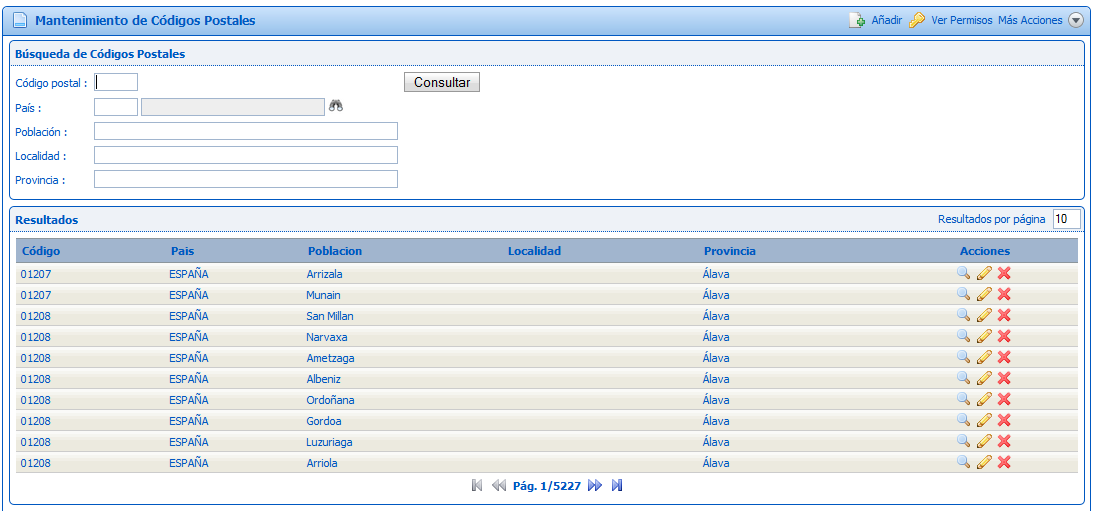 Mantenimiento de Códigos Postales Añadir Ver Permisos Más Acciones
Búsqueda de Códigos Postales
Código postal : Consultar
País :
Población :
Localidad :
Provincia :
Resultados Resultados por página 10
Código Pais Poblacion Localidad Provincia Acciones
01207 ESPAÑA Arrizala Álava
01207 ESPAÑA Munain Álava
01208 ESPAÑA San Millan Álava
01208 ESPAÑA Narvaxa Álava
01208 ESPAÑA Ametzaga Álava
01208 ESPAÑA Albeniz Álava
01208 ESPAÑA Ordoñana Álava
01208 ESPAÑA Gordoa Álava
01208 ESPAÑA Luzuriaga Álava
01208 ESPAÑA Arriola Álava
Pág. 1/5227